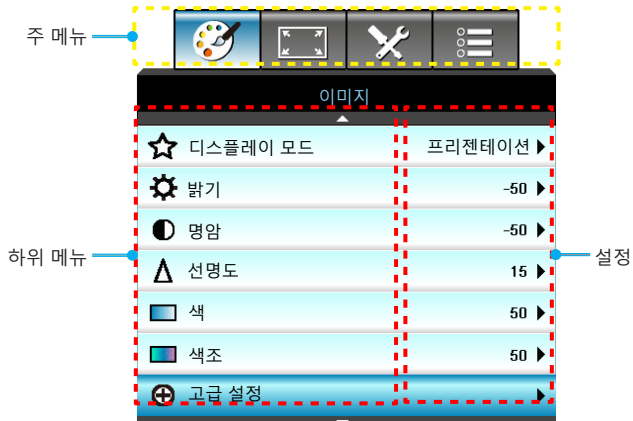 주 메뉴
이미지
디스플레이 모드 프리젠테이션
밝기 -50
명암 -50
하위 메뉴
설정
선명도 15
색 50
색조 50
고급 설정